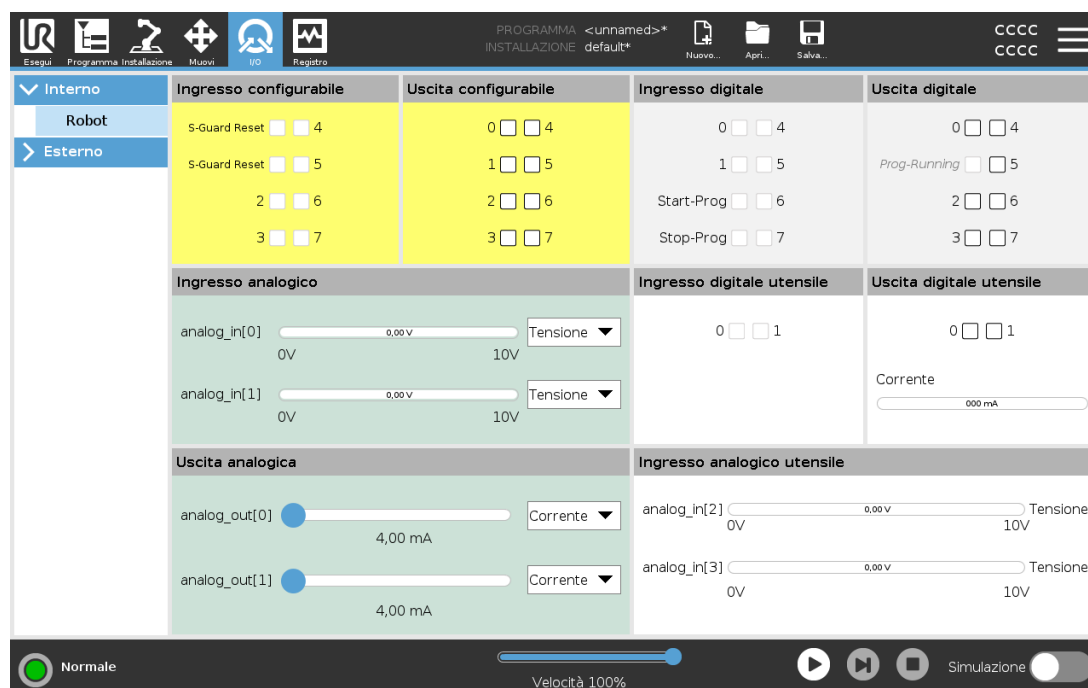 PROGRAMMA <unnamed>*
INSTALLAZIONE default*
CCCC
CCCC
Esegui Programma Installazione Muovi I/O Registro Nuovo... Apri... Salva...
Interno
Robot
Esterno
Ingresso configurabile
S-Guard Reset 4
S-Guard Reset 5
2 6
3 7
Uscita configurabile
0 4
1 5
2 6
3 7
Ingresso digitale
0 4
1 5
Start-Prog 6
Stop-Prog 7
Uscita digitale
0 4
Prog-Running 5
2 6
3 7
Ingresso analogico
analog_in[0] 0,00 V Tensione
0V 10V
analog_in[1] 0,00 V Tensione
0V 10V
Ingresso digitale utensile
0 1
Uscita digitale utensile
0 1
Corrente
000 mA
Uscita analogica
analog_out[0] Corrente
4,00 mA
analog_out[1] Corrente
4,00 mA
Ingresso analogico utensile
analog_in[2] 0,00 V Tensione
0V 10V
analog_in[3] 0,00 V Tensione
0V 10V
Normale
Velocità 100%
Simulazione